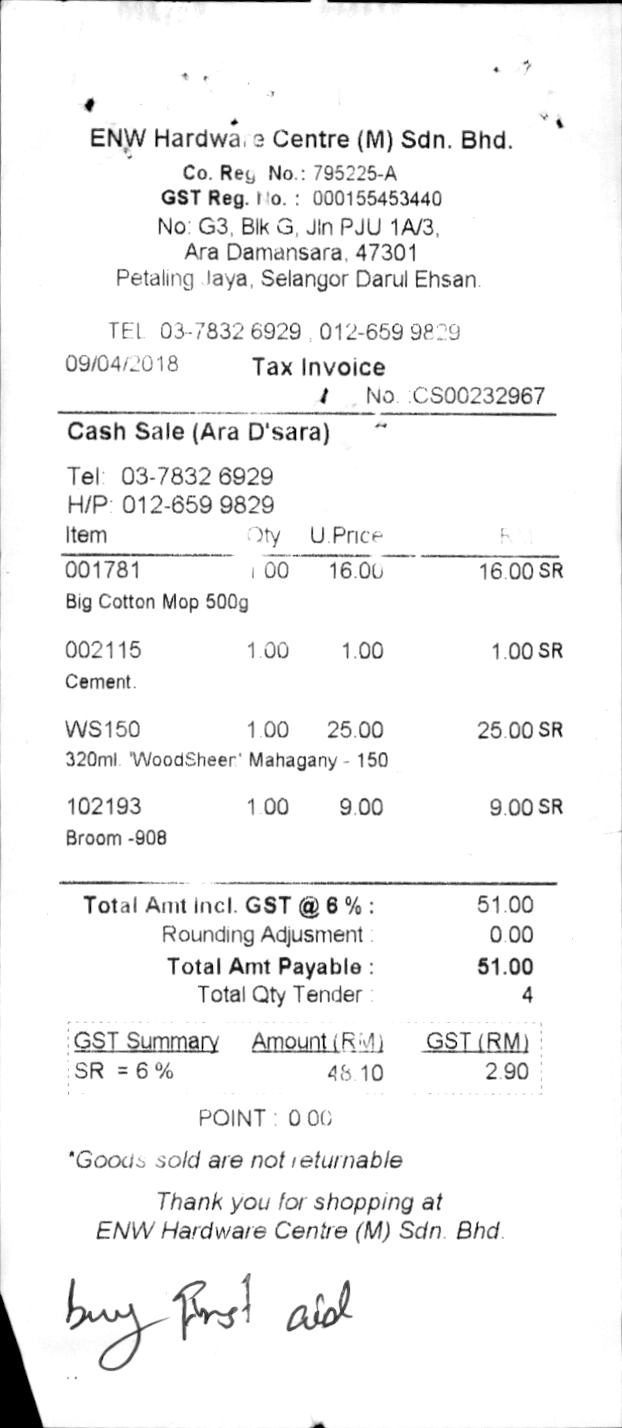 ENW Hardware Centre (M) Sdn. Bhd.
Co. Reg No.: 795225-A
GST Reg. No. : 000155453440
No: G3, Blk G, Jln PJU 1A/3,
Ara Damansara, 47301
Petaling Jaya, Selangor Darul Ehsan.
TEL 03-7832 6929 , 012-659 9829
09/04/2018 Tax Invoice
No. :CS00232967
Cash Sale (Ara D'sara)
Tel: 03-7832 6929
H/P: 012-659 9829
Item Qty U.Price RM
001781 1.00 16.00 16.00 SR
Big Cotton Mop 500g
002115 1.00 1.00 1.00 SR
Cement.
WS150 1.00 25.00 25.00 SR
320ml. 'WoodSheer' Mahagany - 150
102193 1.00 9.00 9.00 SR
Broom -908
Total Amt Incl. GST @ 6 % : 51.00
Rounding Adjusment : 0.00
Total Amt Payable : 51.00
Total Qty Tender : 4
GST Summary Amount (RM) GST (RM)
SR = 6 % 48.10 2.90
POINT : 0.00
*Goods sold are not returnable
Thank you for shopping at
ENW Hardware Centre (M) Sdn. Bhd.
buy First aid